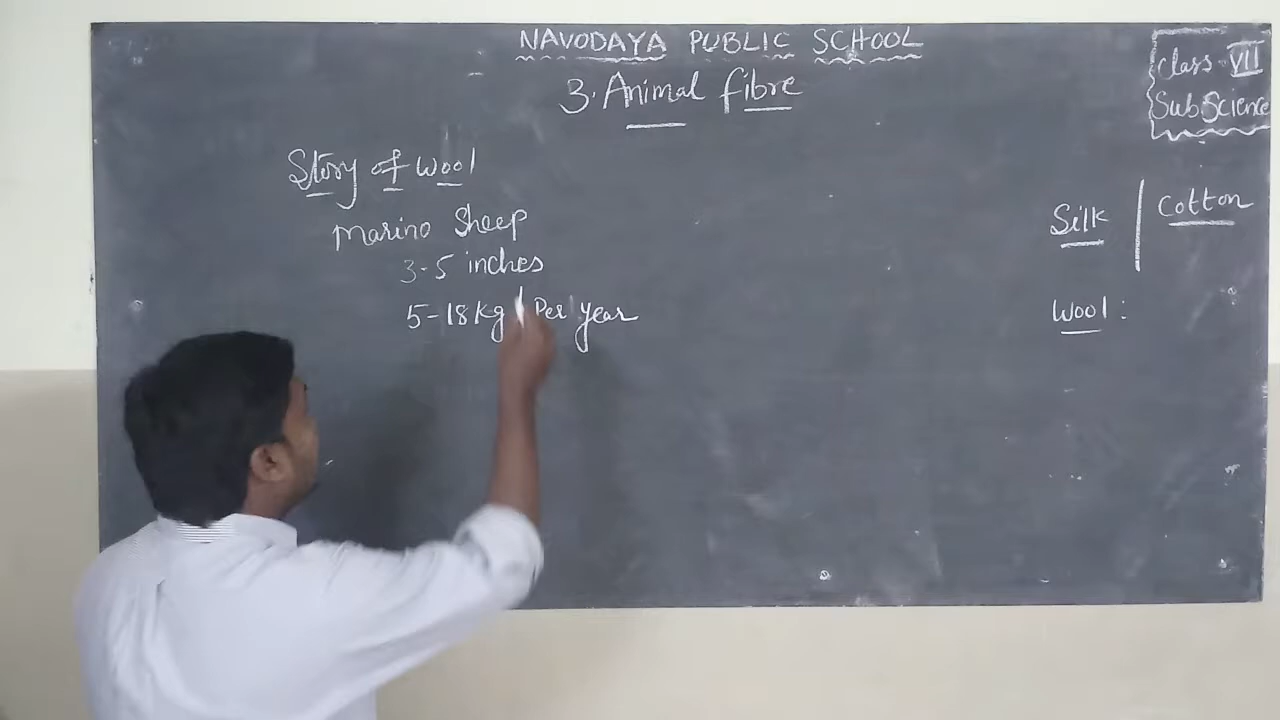 NAVODAYA PUBLIC SCHOOL
3. Animal fibre
Class VII
Sub Science
Story of wool
Marino Sheep
3-5 inches
5-18 Kg Per year
Silk | Cotton
Wool :